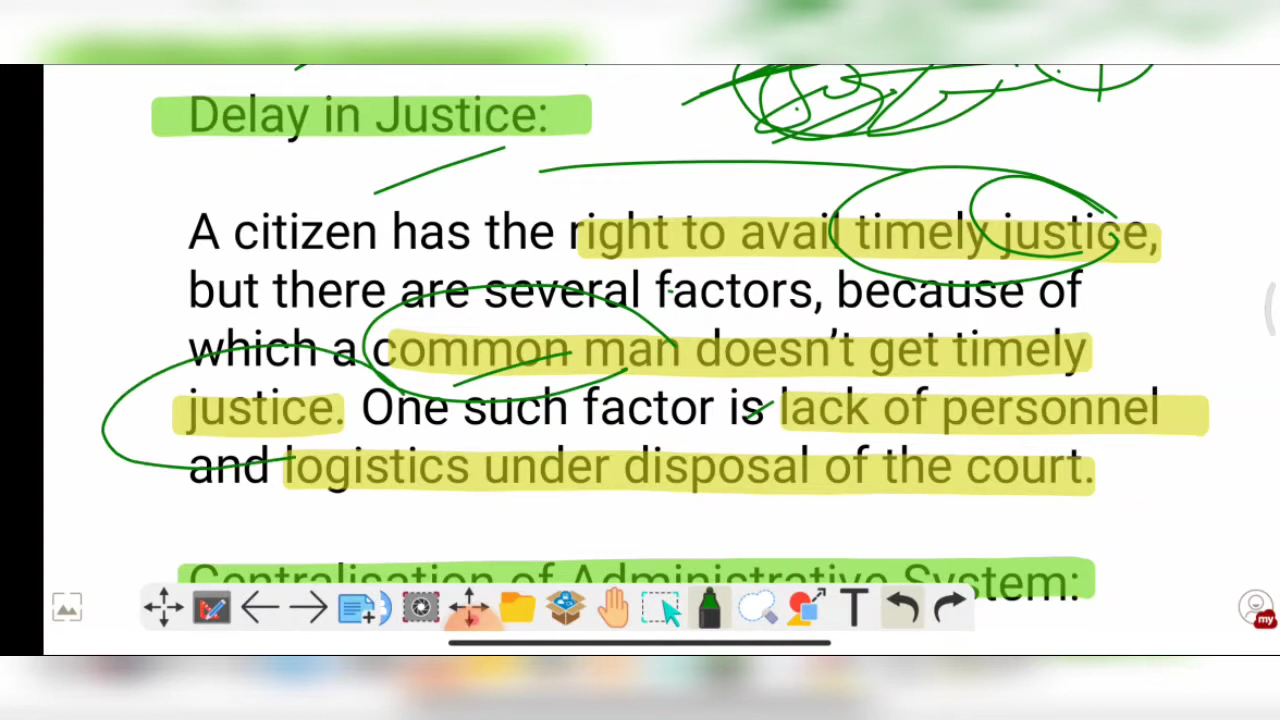 Delay in Justice:
A citizen has the right to avail timely justice,
but there are several factors, because of
which a common man doesn't get timely
justice. One such factor is lack of personnel
and logistics under disposal of the court.
Centralisation of Administrative System:
T
my